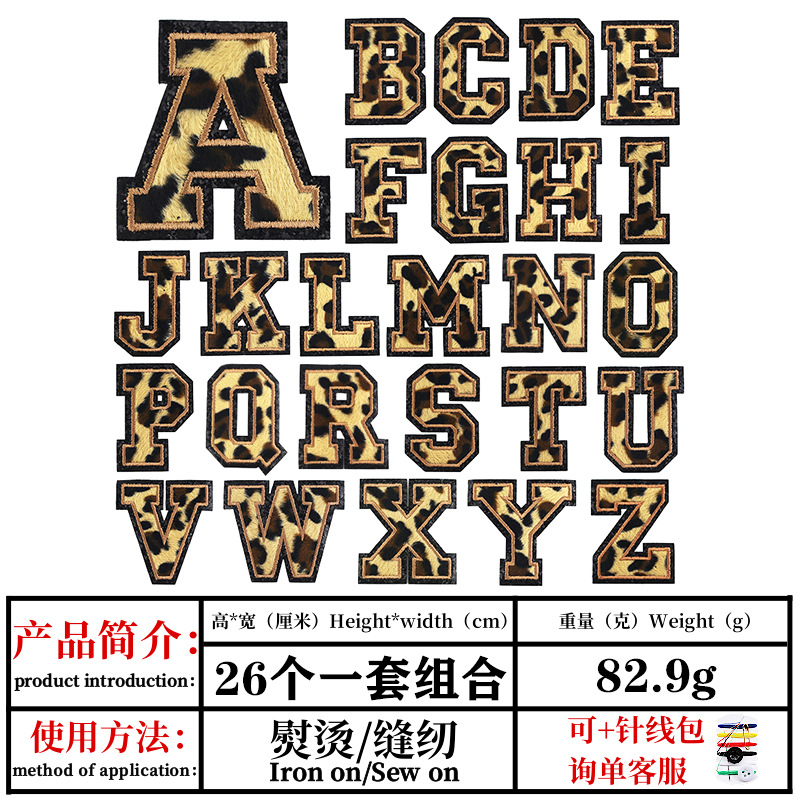 A B C D E
F G H I
J K L M N O
P Q R S T U
V W X Y Z
产品简介:
product introduction:
高*宽（厘米）Height*width（cm）
重量（克）Weight（g）
26个一套组合
82.9g
使用方法:
method of application:
熨烫/缝纫
Iron on/Sew on
可+针线包
询单客服